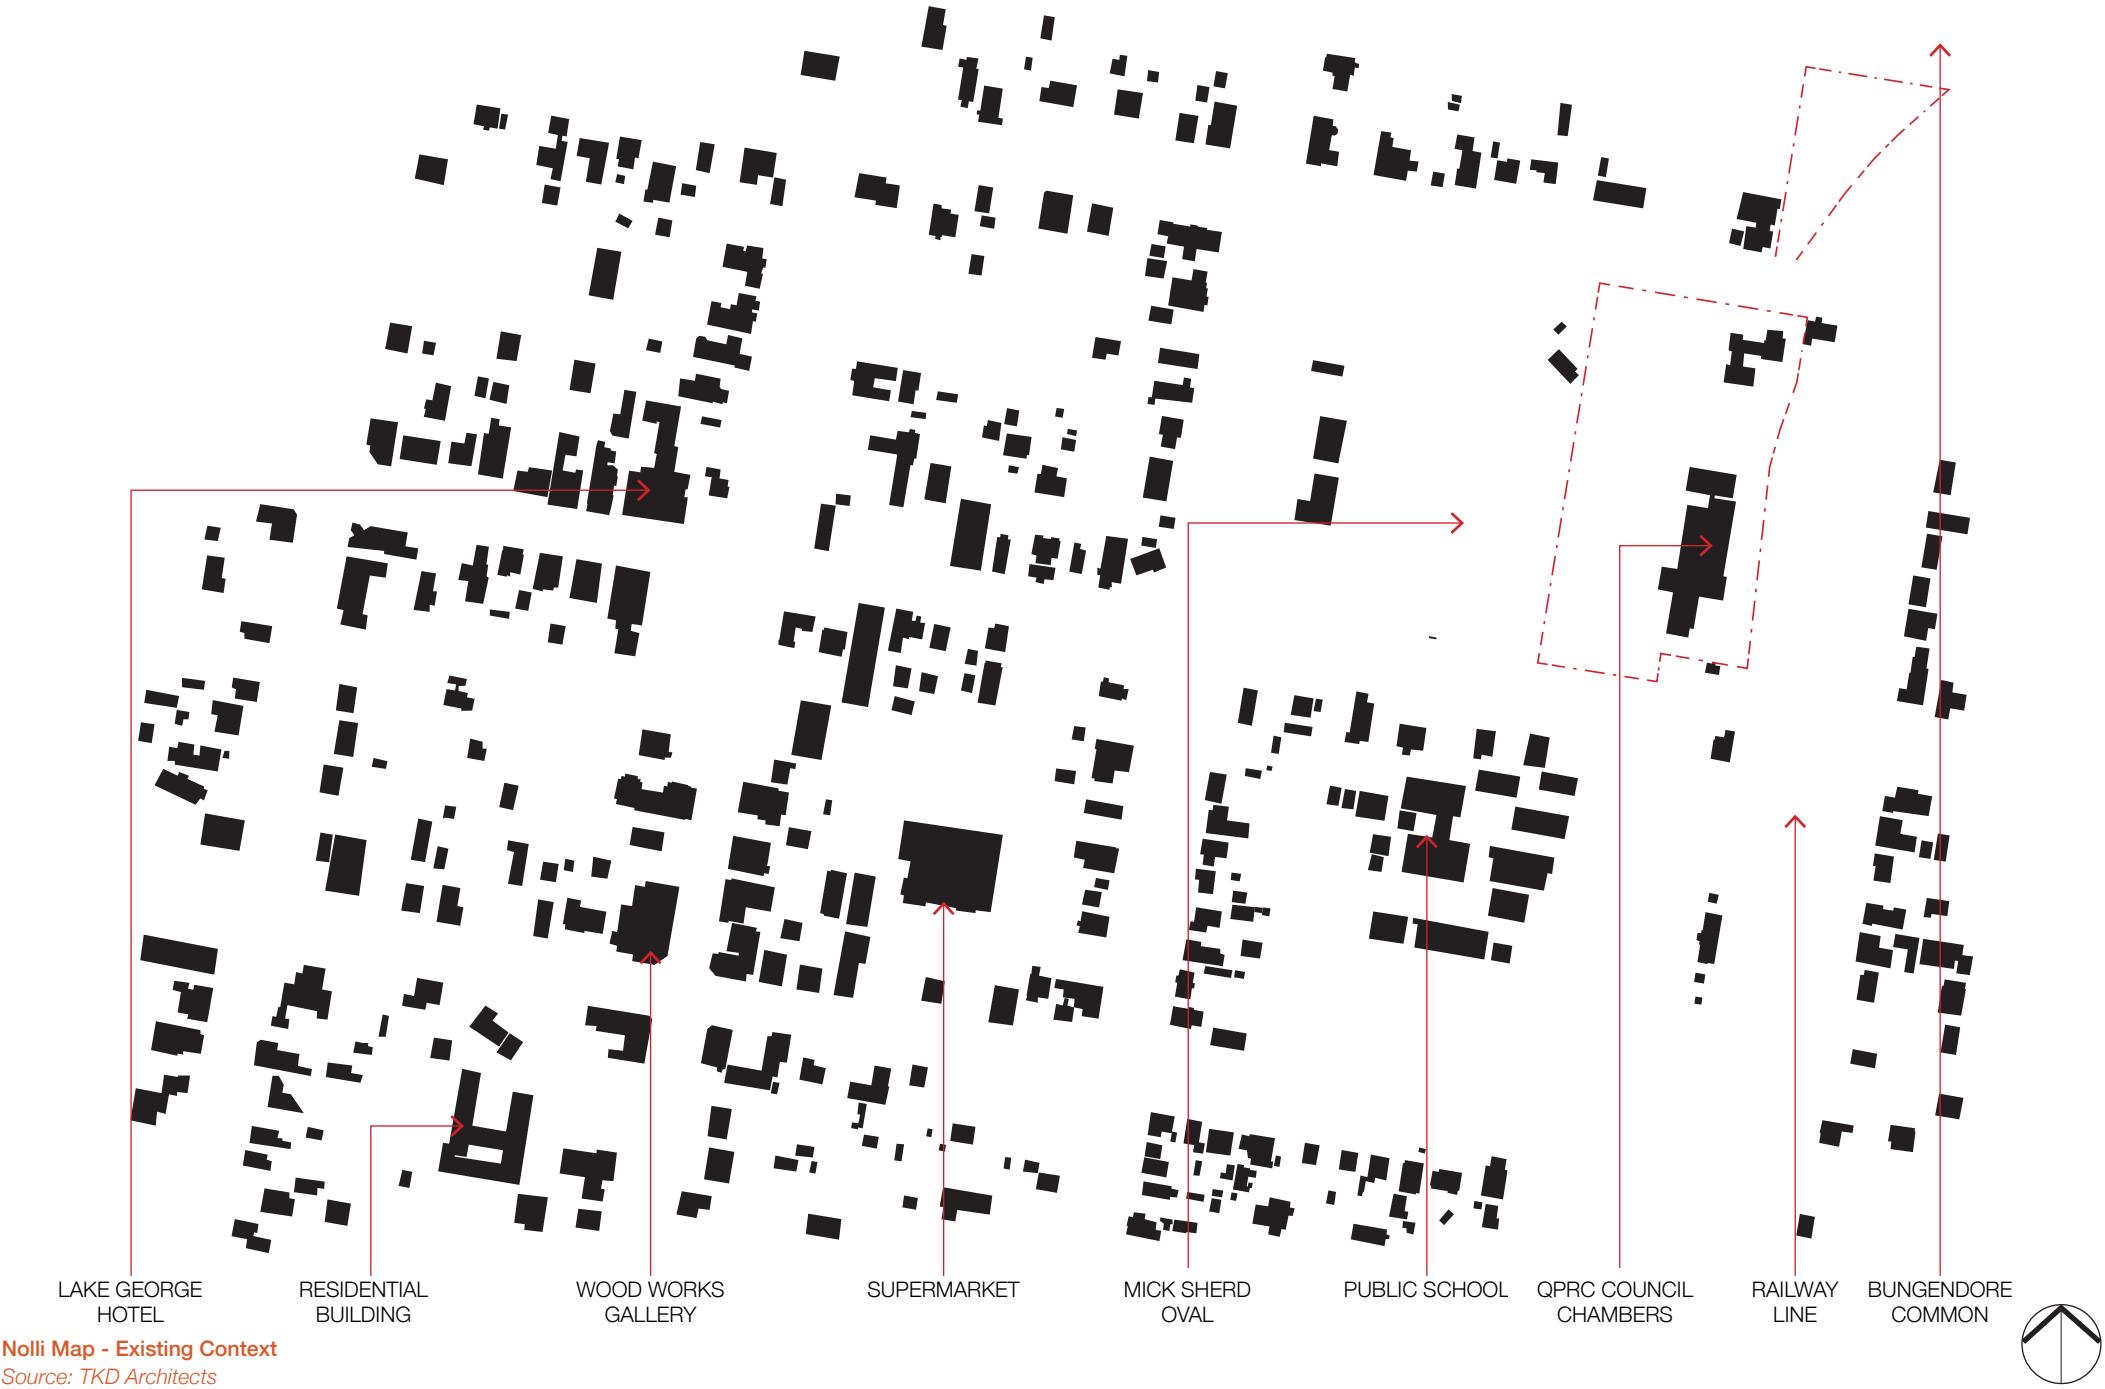 LAKE GEORGE
HOTEL
RESIDENTIAL
BUILDING
WOOD WORKS
GALLERY
SUPERMARKET
MICK SHERD
OVAL
PUBLIC SCHOOL
QPRC COUNCIL
CHAMBERS
RAILWAY
LINE
BUNGENDORE
COMMON
Nolli Map - Existing Context
Source: TKD Architects